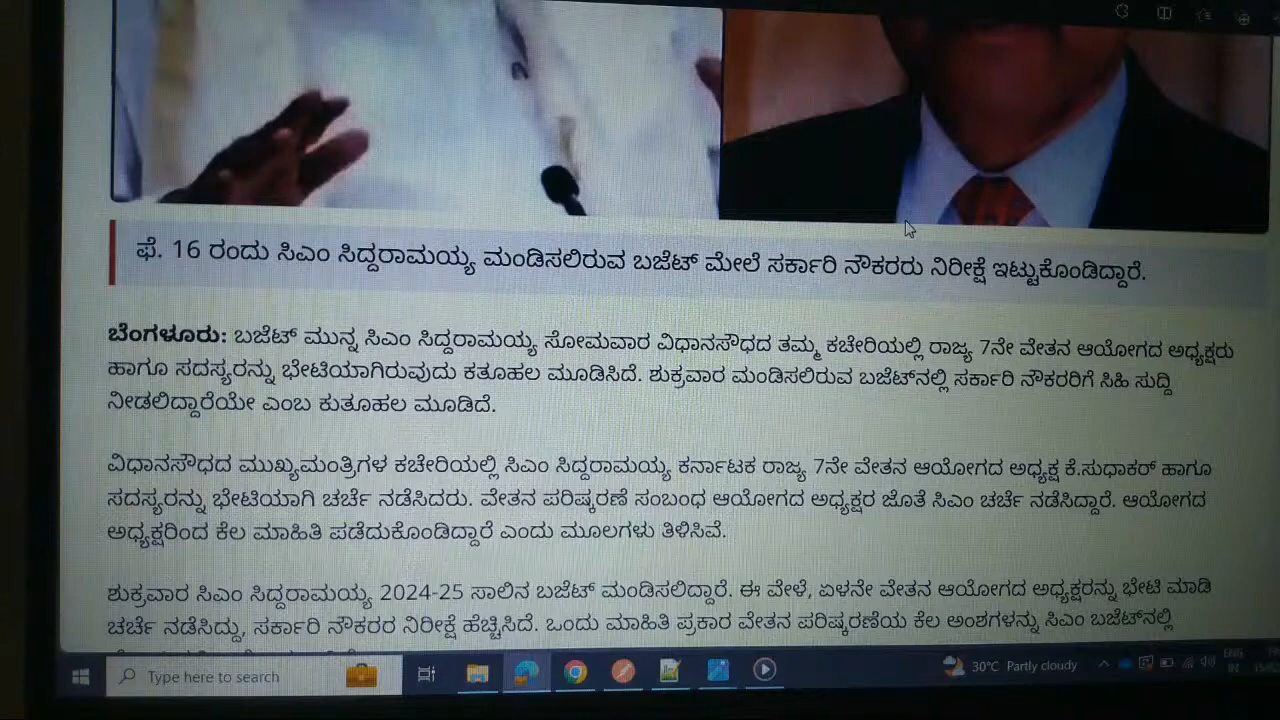 ಫೆ. 16 ರಂದು ಸಿಎಂ ಸಿದ್ದರಾಮಯ್ಯ ಮಂಡಿಸಲಿರುವ ಬಜೆಟ್ ಮೇಲೆ ಸರ್ಕಾರಿ ನೌಕರರು ನಿರೀಕ್ಷೆ ಇಟ್ಟುಕೊಂಡಿದ್ದಾರೆ.
ಬೆಂಗಳೂರು: ಬಜೆಟ್ ಮುನ್ನ ಸಿಎಂ ಸಿದ್ದರಾಮಯ್ಯ ಸೋಮವಾರ ವಿಧಾನಸೌಧದ ತಮ್ಮ ಕಚೇರಿಯಲ್ಲಿ ರಾಜ್ಯ 7ನೇ ವೇತನ ಆಯೋಗದ ಅಧ್ಯಕ್ಷರು
ಹಾಗೂ ಸದಸ್ಯರನ್ನು ಭೇಟಿಯಾಗಿರುವುದು ಕತೂಹಲ ಮೂಡಿಸಿದೆ. ಶುಕ್ರವಾರ ಮಂಡಿಸಲಿರುವ ಬಜೆಟ್‌ನಲ್ಲಿ ಸರ್ಕಾರಿ ನೌಕರರಿಗೆ ಸಿಹಿ ಸುದ್ದಿ
ನೀಡಲಿದ್ದಾರೆಯೇ ಎಂಬ ಕುತೂಹಲ ಮೂಡಿದೆ.
ವಿಧಾನಸೌಧದ ಮುಖ್ಯಮಂತ್ರಿಗಳ ಕಚೇರಿಯಲ್ಲಿ ಸಿಎಂ ಸಿದ್ದರಾಮಯ್ಯ ಕರ್ನಾಟಕ ರಾಜ್ಯ 7ನೇ ವೇತನ ಆಯೋಗದ ಅಧ್ಯಕ್ಷ ಕೆ.ಸುಧಾಕರ್ ಹಾಗೂ
ಸದಸ್ಯರನ್ನು ಭೇಟಿಯಾಗಿ ಚರ್ಚೆ ನಡೆಸಿದರು. ವೇತನ ಪರಿಷ್ಕರಣೆ ಸಂಬಂಧ ಆಯೋಗದ ಅಧ್ಯಕ್ಷರ ಜೊತೆ ಸಿಎಂ ಚರ್ಚೆ ನಡೆಸಿದ್ದಾರೆ. ಆಯೋಗದ
ಅಧ್ಯಕ್ಷರಿಂದ ಕೆಲ ಮಾಹಿತಿ ಪಡೆದುಕೊಂಡಿದ್ದಾರೆ ಎಂದು ಮೂಲಗಳು ತಿಳಿಸಿವೆ.
ಶುಕ್ರವಾರ ಸಿಎಂ ಸಿದ್ದರಾಮಯ್ಯ 2024-25 ಸಾಲಿನ ಬಜೆಟ್ ಮಂಡಿಸಲಿದ್ದಾರೆ. ಈ ವೇಳೆ, ಏಳನೇ ವೇತನ ಆಯೋಗದ ಅಧ್ಯಕ್ಷರನ್ನು ಭೇಟಿ ಮಾಡಿ
ಚರ್ಚೆ ನಡೆಸಿದ್ದು, ಸರ್ಕಾರಿ ನೌಕರರ ನಿರೀಕ್ಷೆ ಹೆಚ್ಚಿಸಿದೆ. ಒಂದು ಮಾಹಿತಿ ಪ್ರಕಾರ ವೇತನ ಪರಿಷ್ಕರಣೆಯ ಕೆಲ ಅಂಶಗಳನ್ನು ಸಿಎಂ ಬಜೆಟ್‌ನಲ್ಲಿ
Type here to search
30°C Partly cloudy
ENG
IN